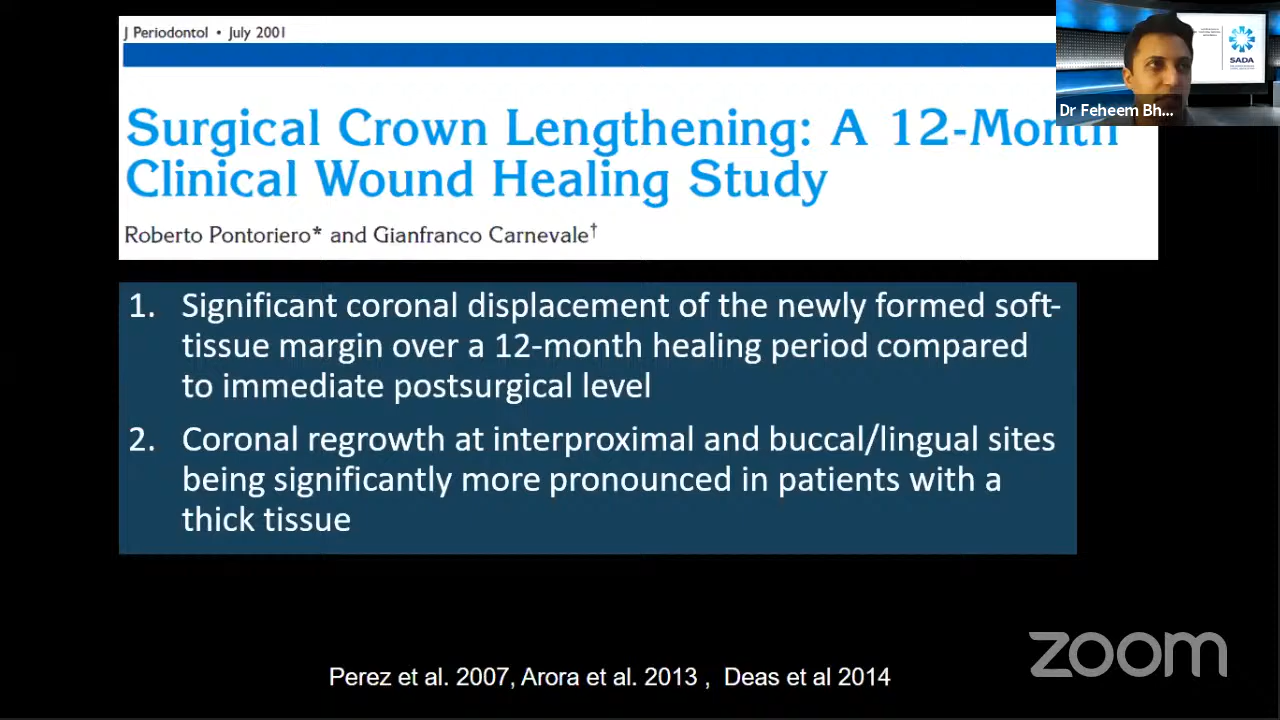 J Periodontol • July 2001
Surgical Crown Lengthening: A 12-Month
Clinical Wound Healing Study
Roberto Pontoriero* and Gianfranco Carnevale†
1. Significant coronal displacement of the newly formed soft-
tissue margin over a 12-month healing period compared
to immediate postsurgical level
2. Coronal regrowth at interproximal and buccal/lingual sites
being significantly more pronounced in patients with a
thick tissue
Perez et al. 2007, Arora et al. 2013 , Deas et al 2014
SADA
Dr Feheem Bh...
zoom